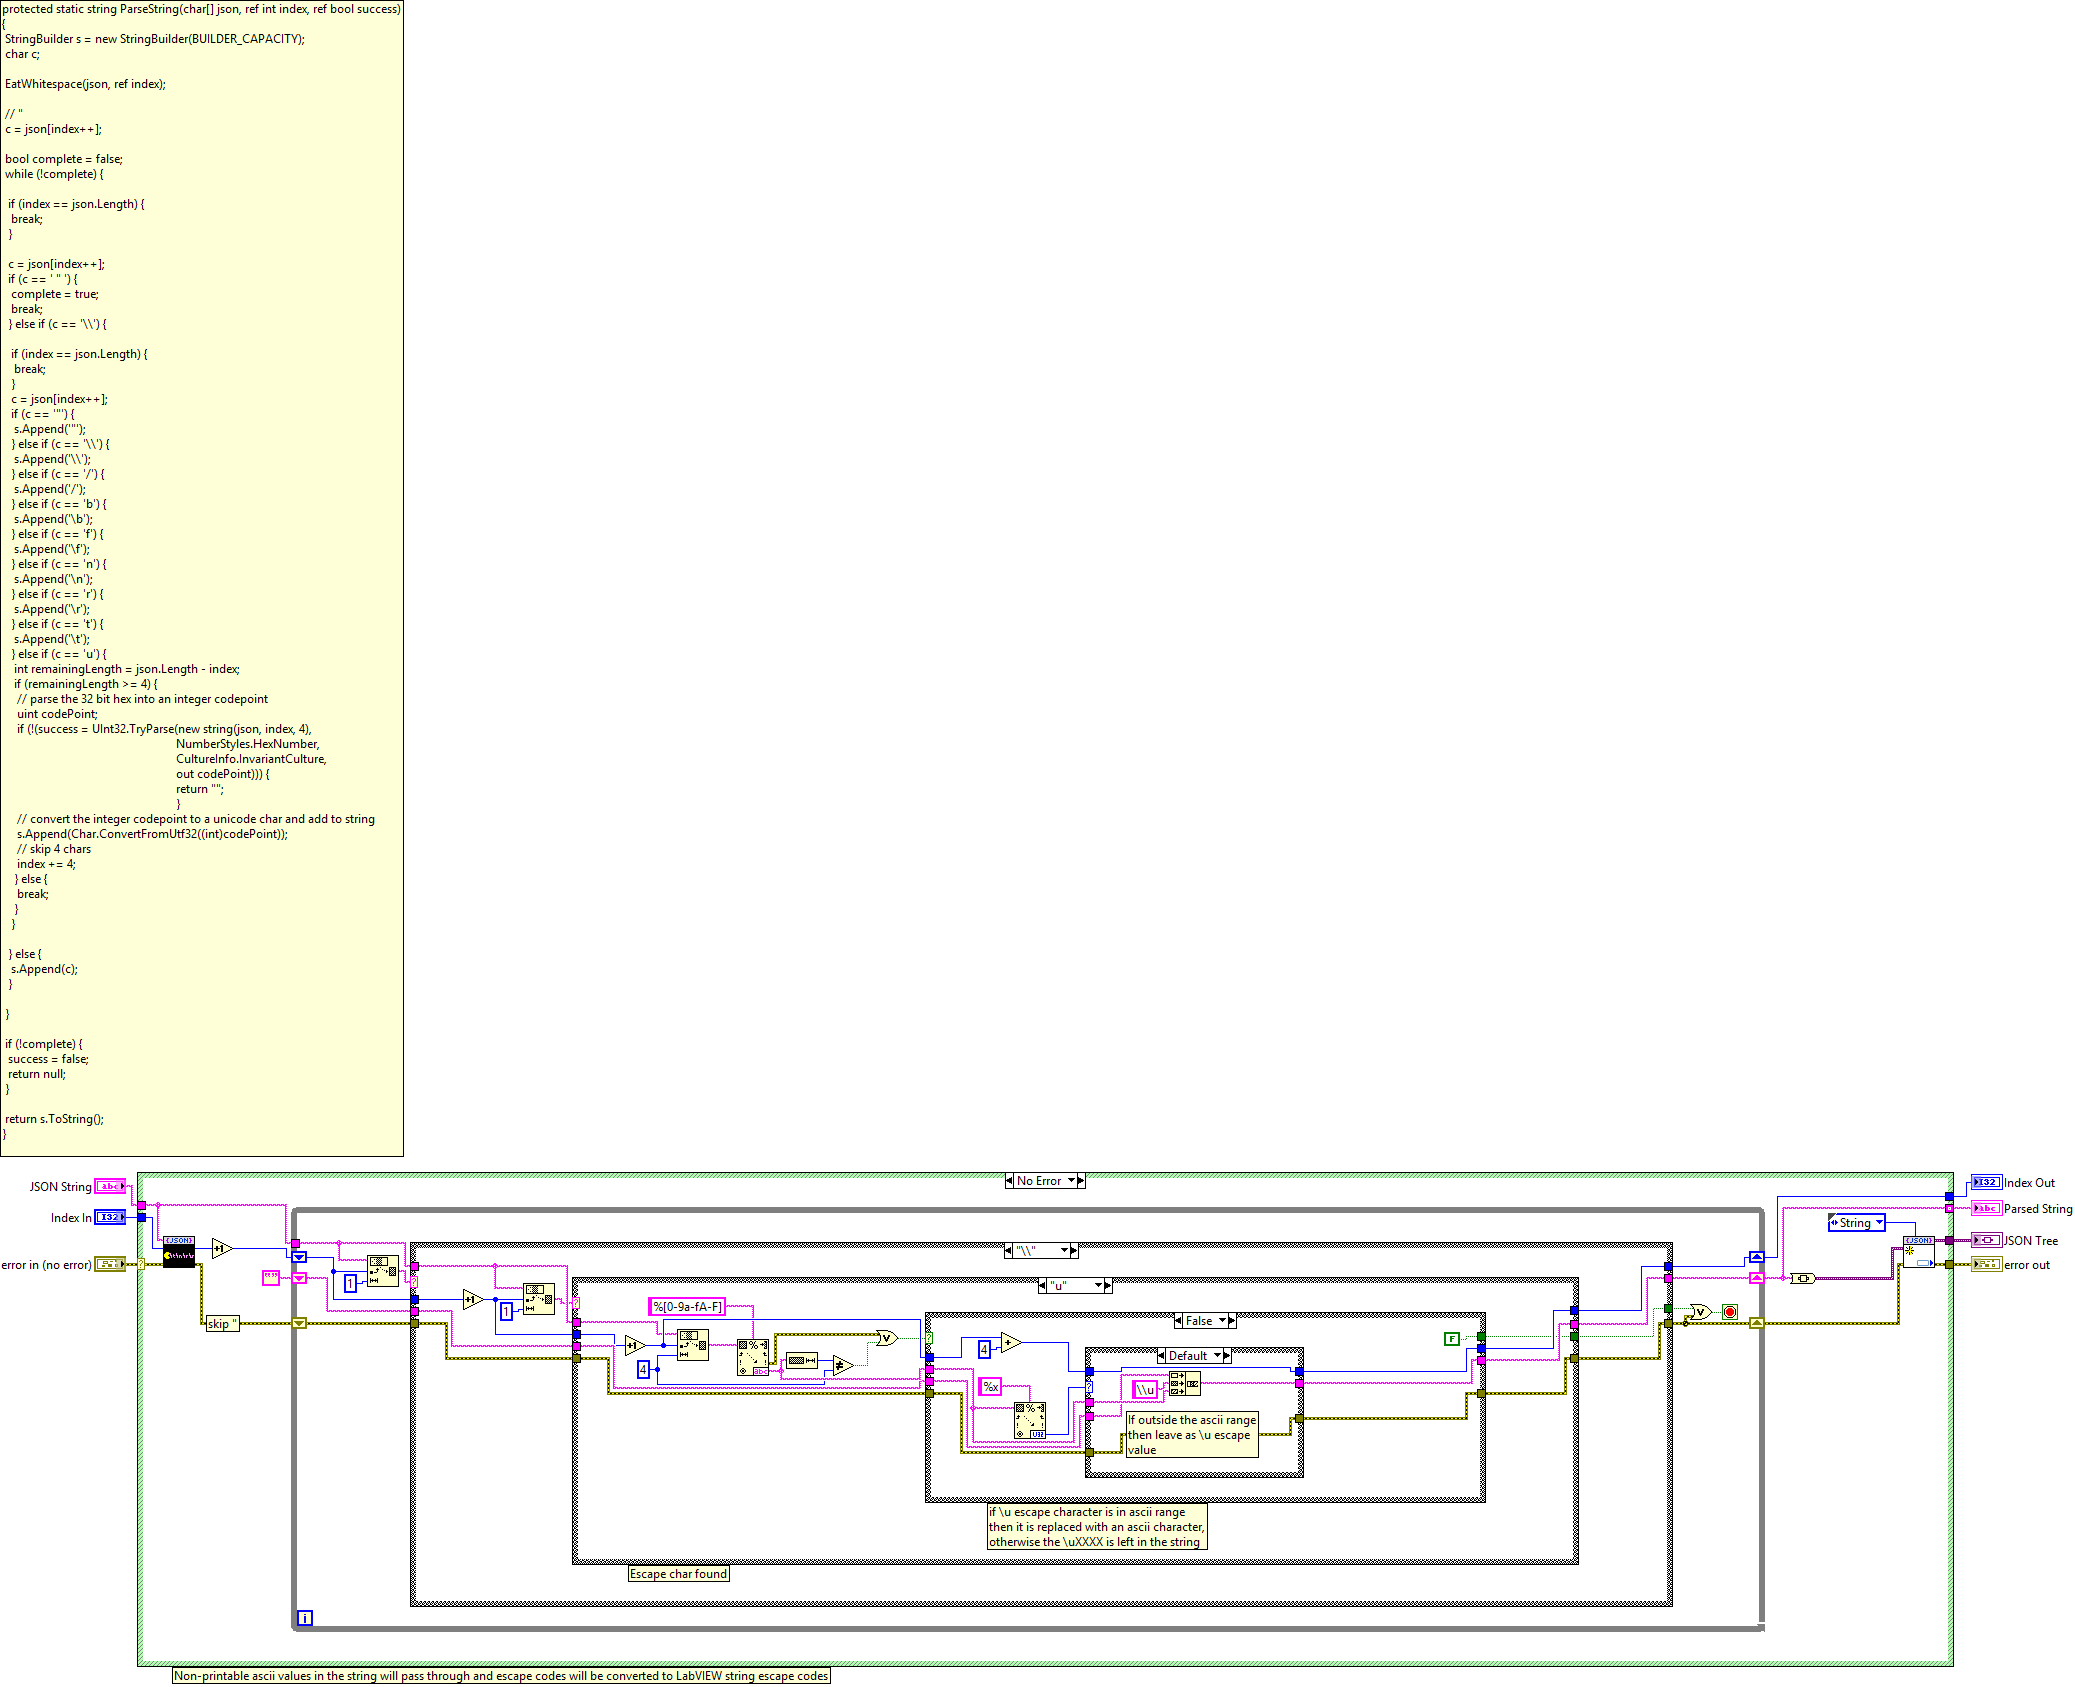 protected static string ParseString(char[] json, ref int index, ref bool success)
{
StringBuilder s = new StringBuilder(BUILDER_CAPACITY);
char c;
EatWhitespace(json, ref index);
// "
c = json[index++];
bool complete = false;
while (!complete) {
if (index == json.Length) {
break;
}
c = json[index++];
if (c == ' " ') {
complete = true;
break;
} else if (c == '\\') {
if (index == json.Length) {
break;
}
c = json[index++];
if (c == '"') {
s.Append('"');
} else if (c == '\\') {
s.Append('\\');
} else if (c == '/') {
s.Append('/');
} else if (c == 'b') {
s.Append('\b');
} else if (c == 'f') {
s.Append('\f');
} else if (c == 'n') {
s.Append('\n');
} else if (c == 'r') {
s.Append('\r');
} else if (c == 't') {
s.Append('\t');
} else if (c == 'u') {
int remainingLength = json.Length - index;
if (remainingLength >= 4) {
// parse the 32 bit hex into an integer codepoint
uint codePoint;
if (!(success = UInt32.TryParse(new string(json, index, 4),
NumberStyles.HexNumber,
CultureInfo.InvariantCulture,
out codePoint))) {
return "";
}
// convert the integer codepoint to a unicode char and add to string
s.Append(Char.ConvertFromUtf32((int)codePoint));
// skip 4 chars
index += 4;
} else {
break;
}
}
} else {
s.Append(c);
}
}
if (!complete) {
success = false;
return null;
}
return s.ToString();
}
JSON String abc
Index In I32
error in (no error)
No Error
{JSON}
+1
""
skip "
1
"\\"
+1
1
"u"
%[0-9a-fA-F]
+1
4
%
abc
V
False
4
+
%x
%
U32
Default
\\u
If outside the ascii range
then leave as \u escape
value
F
if \u escape character is in ascii range
then it is replaced with an ascii character,
otherwise the \uXXXX is left in the string
Escape char found
i
V
String
{JSON}
I32 Index Out
abc Parsed String
JSON Tree
error out
Non-printable ascii values in the string will pass through and escape codes will be converted to LabVIEW string escape codes